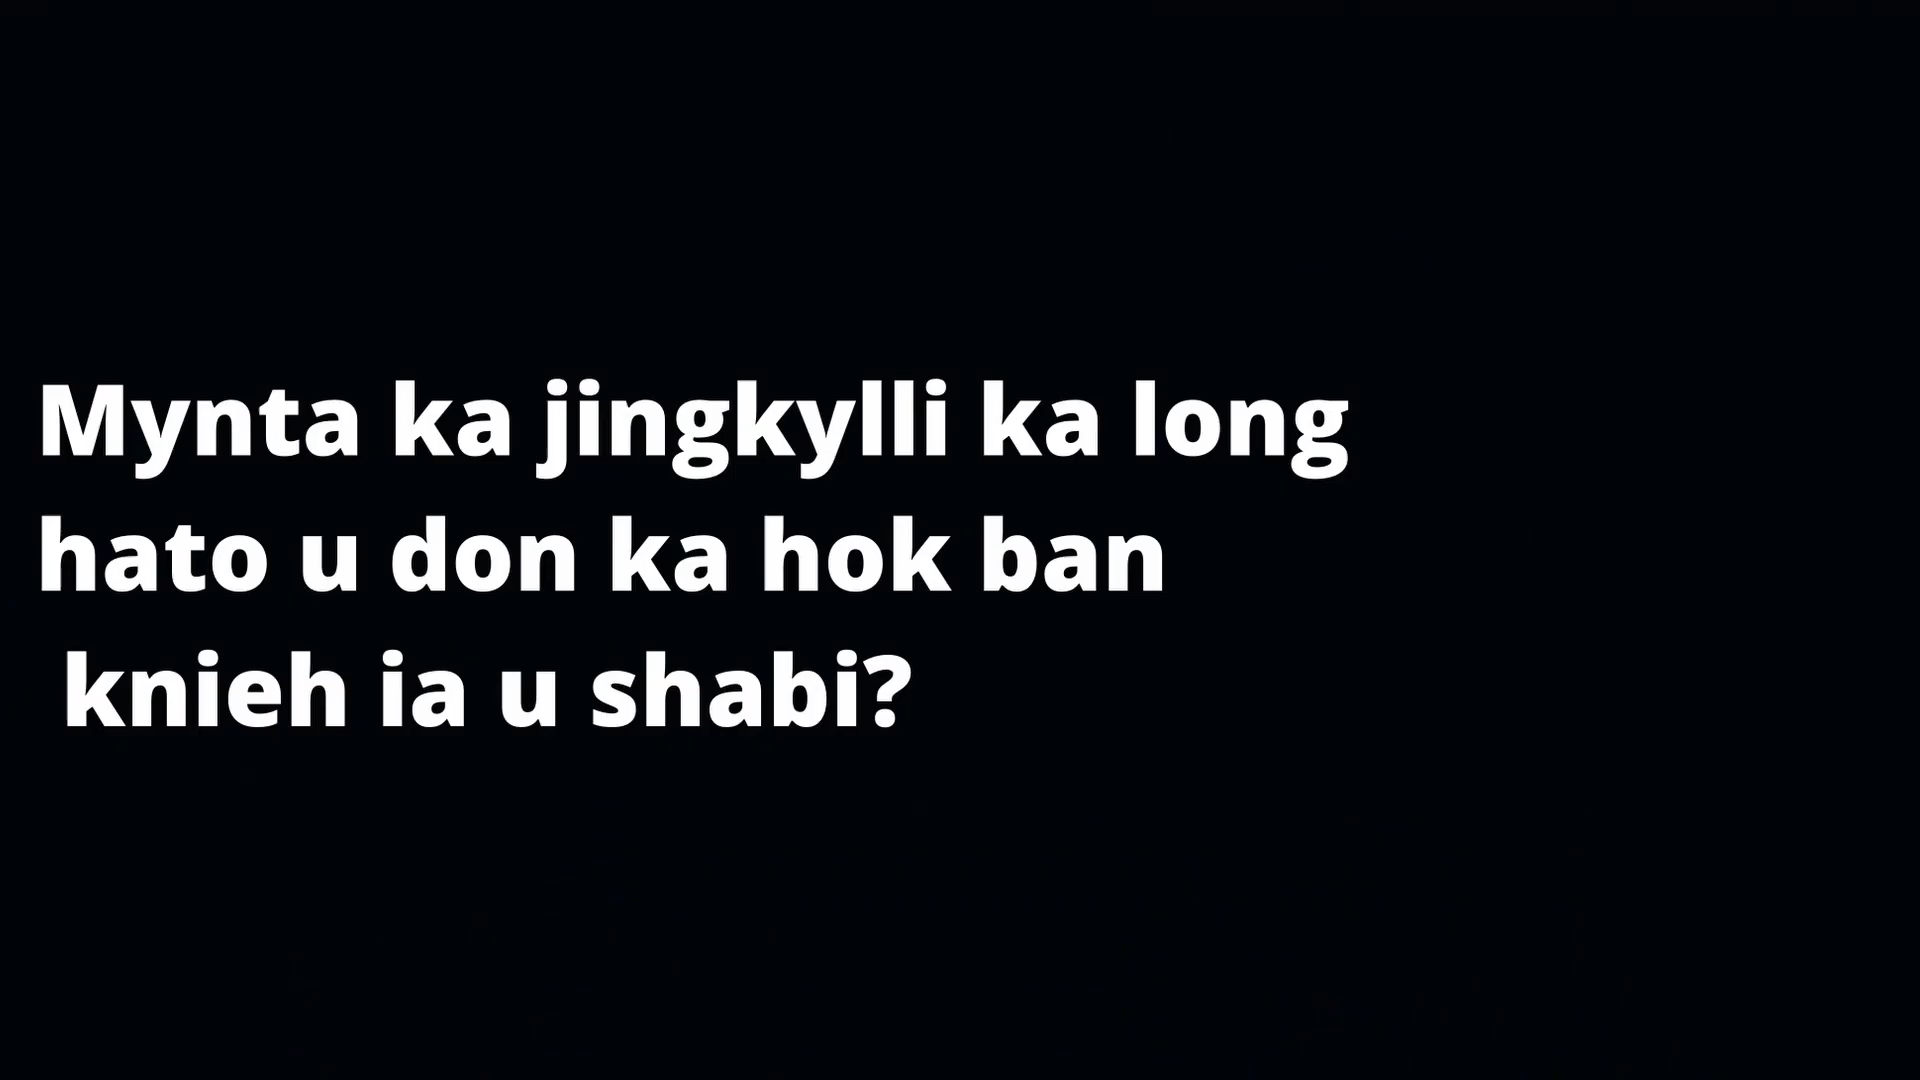 Mynta ka jingkylli ka long
hato u don ka hok ban
knieh ia u shabi?